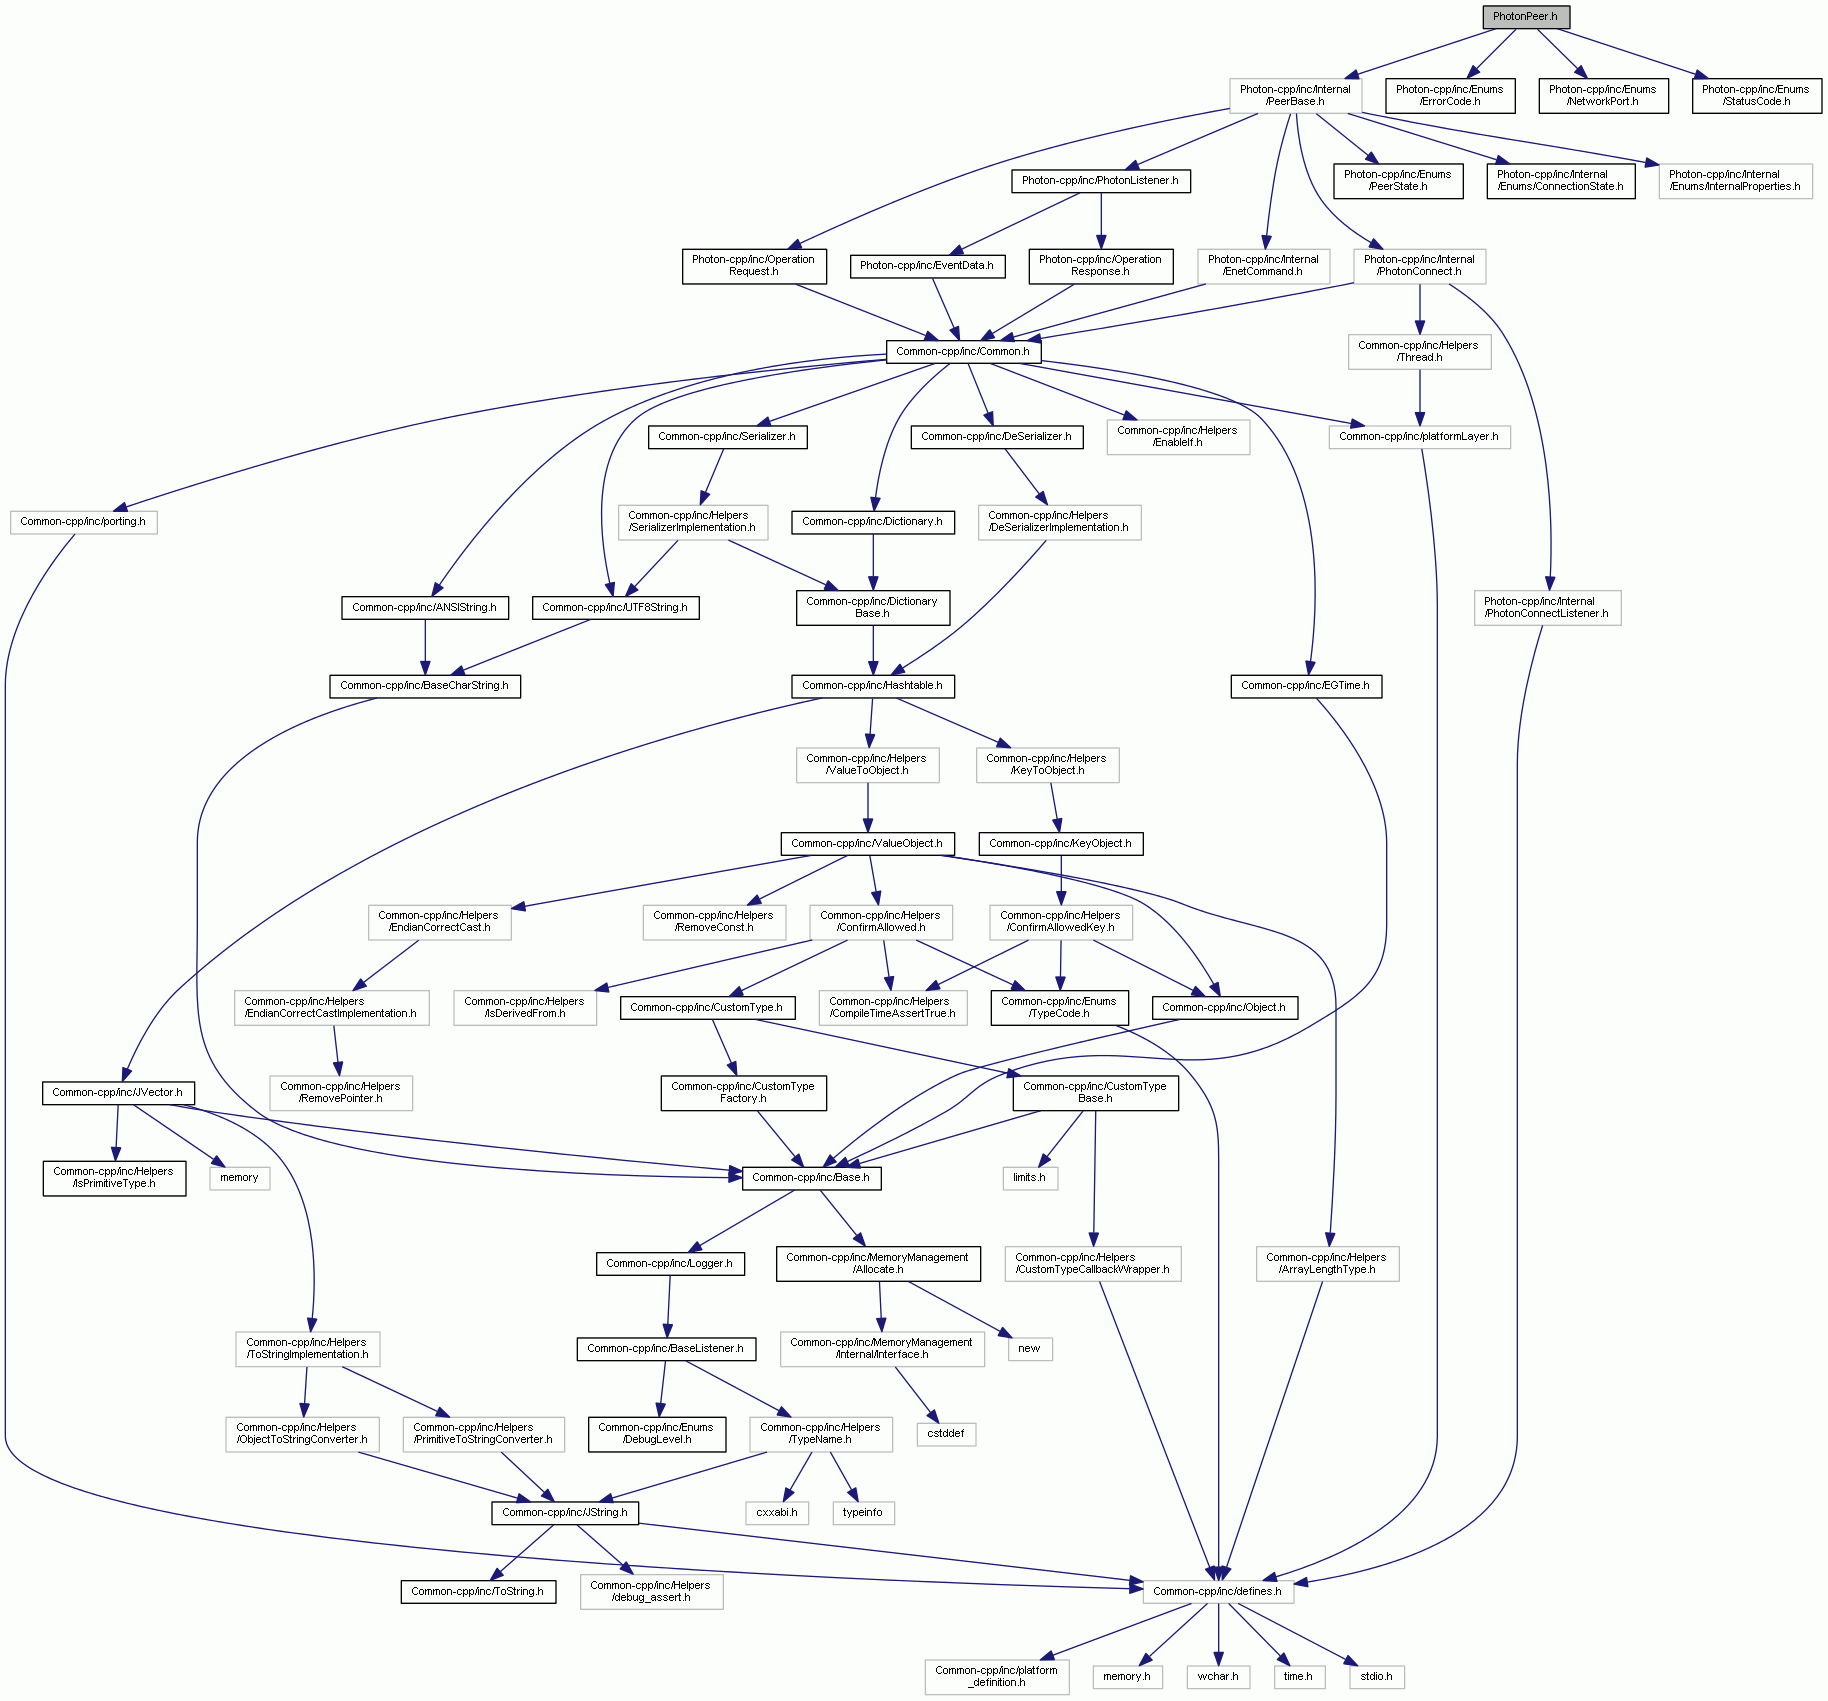 PhotonPeer.h
Photon-cpp/inc/Internal
/PeerBase.h
Photon-cpp/inc/Enums
/ErrorCode.h
Photon-cpp/inc/Enums
/NetworkPort.h
Photon-cpp/inc/Enums
/StatusCode.h
Photon-cpp/inc/PhotonListener.h
Photon-cpp/inc/Enums
/PeerState.h
Photon-cpp/inc/Internal
/Enums/ConnectionState.h
Photon-cpp/inc/Internal
/Enums/InternalProperties.h
Photon-cpp/inc/Operation
Request.h
Photon-cpp/inc/EventData.h
Photon-cpp/inc/Operation
Response.h
Photon-cpp/inc/Internal
/EnetCommand.h
Photon-cpp/inc/Internal
/PhotonConnect.h
Common-cpp/inc/Common.h
Common-cpp/inc/Helpers
/Thread.h
Common-cpp/inc/Serializer.h
Common-cpp/inc/DeSerializer.h
Common-cpp/inc/Helpers
/EnableIf.h
Common-cpp/inc/platformLayer.h
Common-cpp/inc/porting.h
Common-cpp/inc/Helpers
/SerializerImplementation.h
Common-cpp/inc/Dictionary.h
Common-cpp/inc/Helpers
/DeSerializerImplementation.h
Common-cpp/inc/ANSIString.h
Common-cpp/inc/UTF8String.h
Common-cpp/inc/Dictionary
Base.h
Photon-cpp/inc/Internal
/PhotonConnectListener.h
Common-cpp/inc/BaseCharString.h
Common-cpp/inc/Hashtable.h
Common-cpp/inc/EGTime.h
Common-cpp/inc/Helpers
/ValueToObject.h
Common-cpp/inc/Helpers
/KeyToObject.h
Common-cpp/inc/ValueObject.h
Common-cpp/inc/KeyObject.h
Common-cpp/inc/Helpers
/EndianCorrectCast.h
Common-cpp/inc/Helpers
/RemoveConst.h
Common-cpp/inc/Helpers
/ConfirmAllowed.h
Common-cpp/inc/Helpers
/ConfirmAllowedKey.h
Common-cpp/inc/Helpers
/EndianCorrectCastImplementation.h
Common-cpp/inc/Helpers
/IsDerivedFrom.h
Common-cpp/inc/CustomType.h
Common-cpp/inc/Helpers
/CompileTimeAssertTrue.h
Common-cpp/inc/Enums
/TypeCode.h
Common-cpp/inc/Object.h
Common-cpp/inc/JVector.h
Common-cpp/inc/Helpers
/RemovePointer.h
Common-cpp/inc/CustomType
Factory.h
Common-cpp/inc/CustomType
Base.h
Common-cpp/inc/Helpers
/IsPrimitiveType.h
memory
Common-cpp/inc/Base.h
limits.h
Common-cpp/inc/Logger.h
Common-cpp/inc/MemoryManagement
/Allocate.h
Common-cpp/inc/Helpers
/CustomTypeCallbackWrapper.h
Common-cpp/inc/Helpers
/ArrayLengthType.h
Common-cpp/inc/Helpers
/ToStringImplementation.h
Common-cpp/inc/BaseListener.h
Common-cpp/inc/MemoryManagement
/Internal/Interface.h
new
Common-cpp/inc/Helpers
/ObjectToStringConverter.h
Common-cpp/inc/Helpers
/PrimitiveToStringConverter.h
Common-cpp/inc/Enums
/DebugLevel.h
Common-cpp/inc/Helpers
/TypeName.h
cstddef
Common-cpp/inc/JString.h
cxxabi.h
typeinfo
Common-cpp/inc/ToString.h
Common-cpp/inc/Helpers
/debug_assert.h
Common-cpp/inc/defines.h
Common-cpp/inc/platform
_definition.h
memory.h
wchar.h
time.h
stdio.h